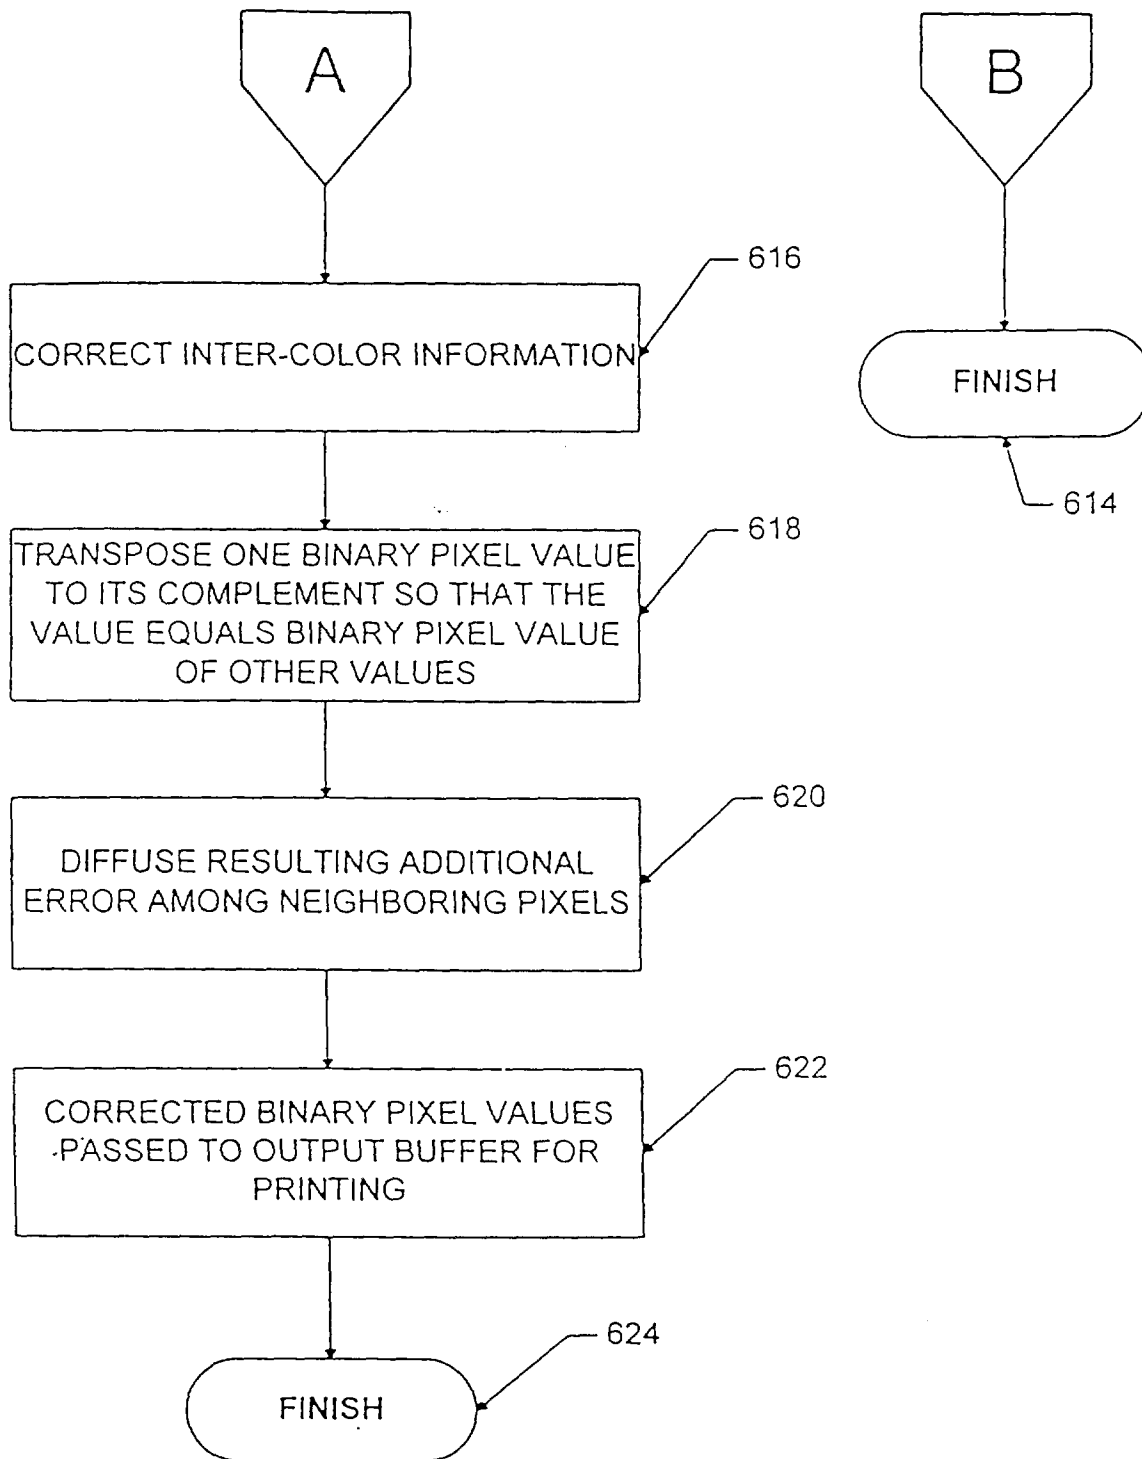 A
616
CORRECT INTER-COLOR INFORMATION
618
TRANSPOSE ONE BINARY PIXEL VALUE
TO ITS COMPLEMENT SO THAT THE
VALUE EQUALS BINARY PIXEL VALUE
OF OTHER VALUES
620
DIFFUSE RESULTING ADDITIONAL
ERROR AMONG NEIGHBORING PIXELS
622
CORRECTED BINARY PIXEL VALUES
PASSED TO OUTPUT BUFFER FOR
PRINTING
624
FINISH
B
FINISH
614